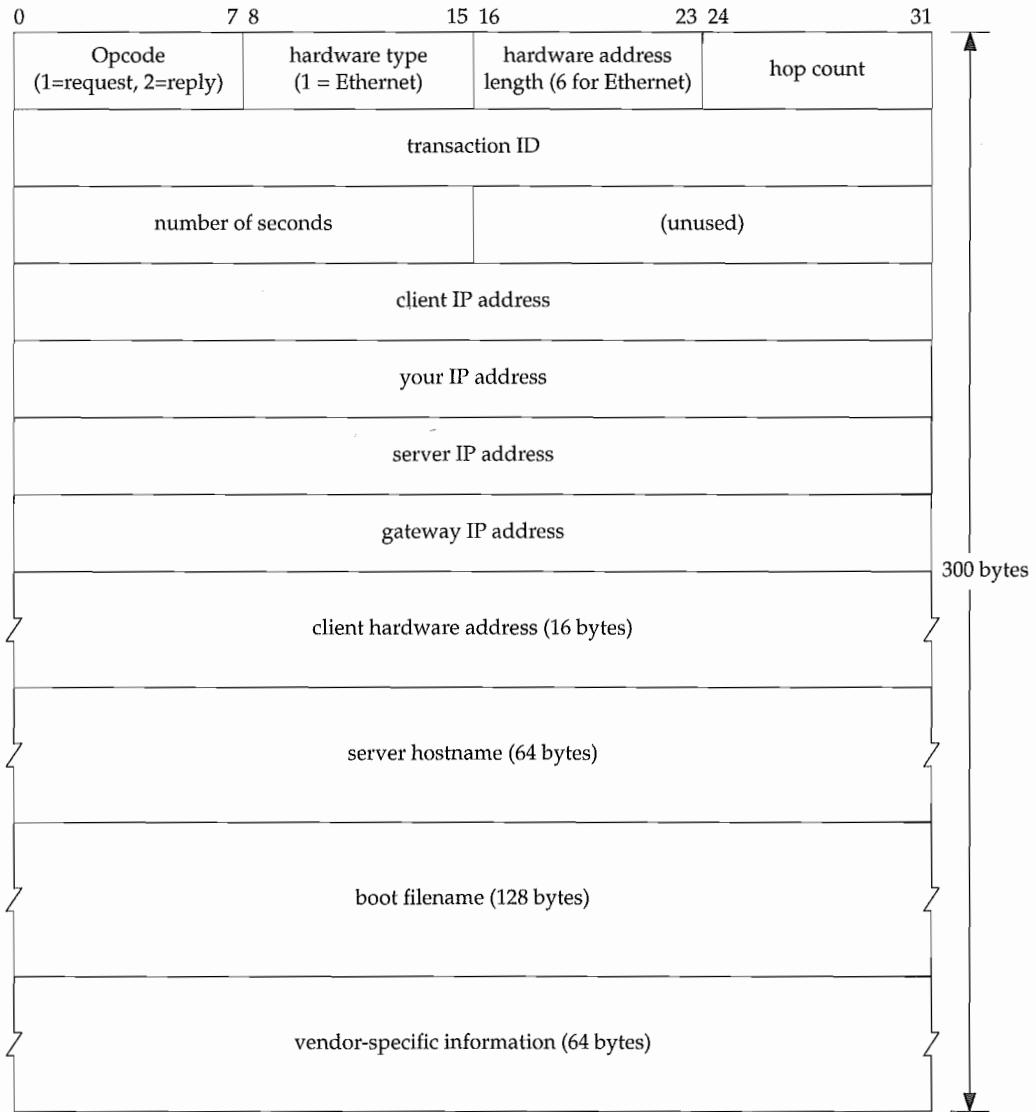 0 7 8 15 16 23 24 31
Opcode
(1=request, 2=reply)
hardware type
(1 = Ethernet)
hardware address
length (6 for Ethernet)
hop count
transaction ID
number of seconds
(unused)
client IP address
your IP address
server IP address
gateway IP address
300 bytes
client hardware address (16 bytes)
server hostname (64 bytes)
boot filename (128 bytes)
vendor-specific information (64 bytes)